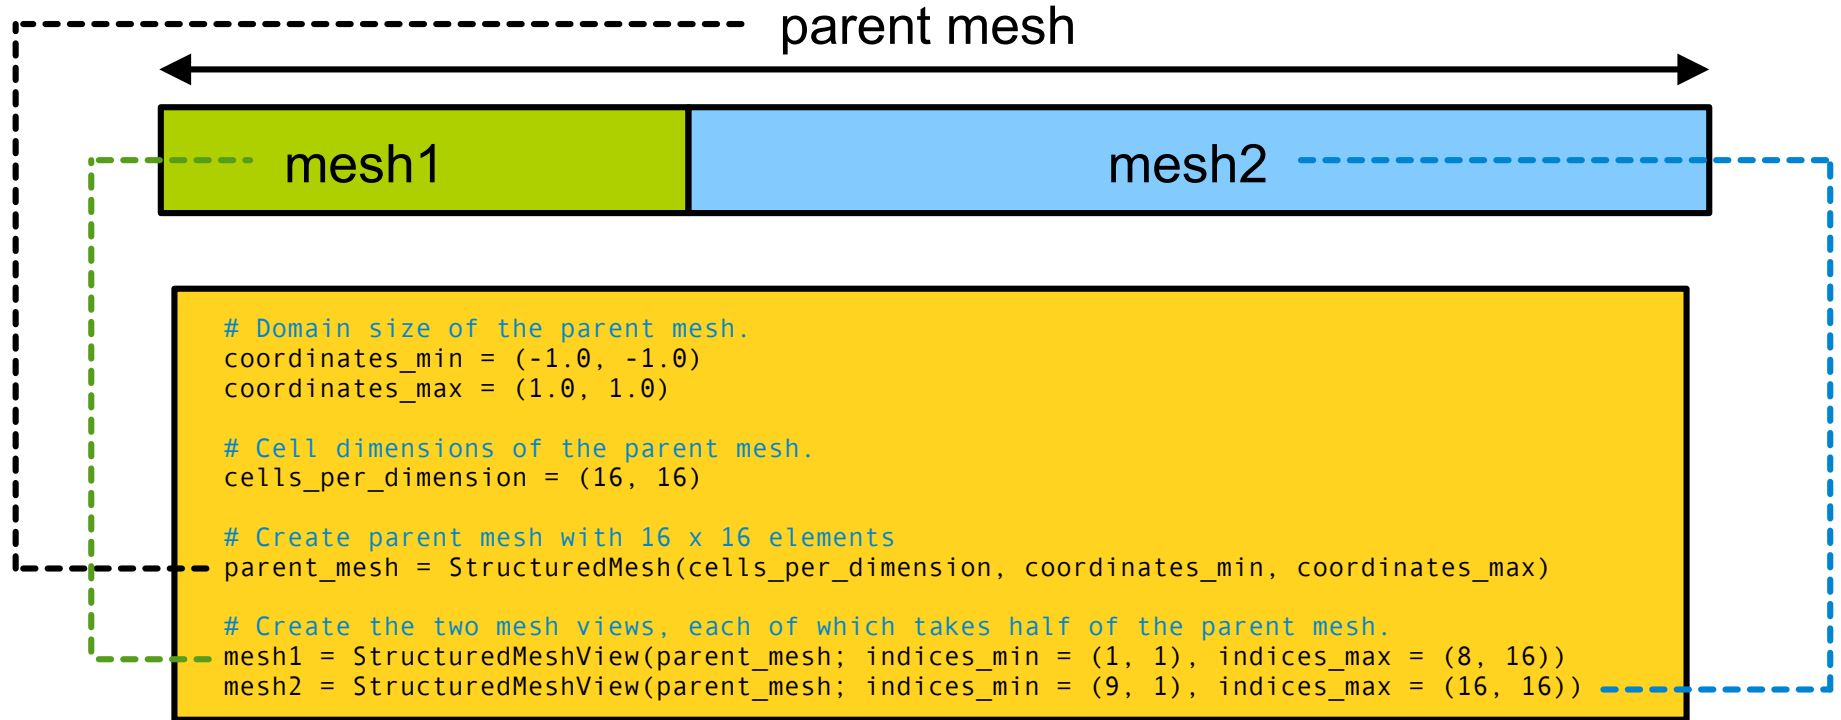 parent mesh
mesh1
mesh2
# Domain size of the parent mesh.
coordinates_min = (-1.0, -1.0)
coordinates_max = (1.0, 1.0)
# Cell dimensions of the parent mesh.
cells_per_dimension = (16, 16)
# Create parent mesh with 16 x 16 elements
parent_mesh = StructuredMesh(cells_per_dimension, coordinates_min, coordinates_max)
# Create the two mesh views, each of which takes half of the parent mesh.
mesh1 = StructuredMeshView(parent_mesh; indices_min = (1, 1), indices_max = (8, 16))
mesh2 = StructuredMeshView(parent_mesh; indices_min = (9, 1), indices_max = (16, 16))